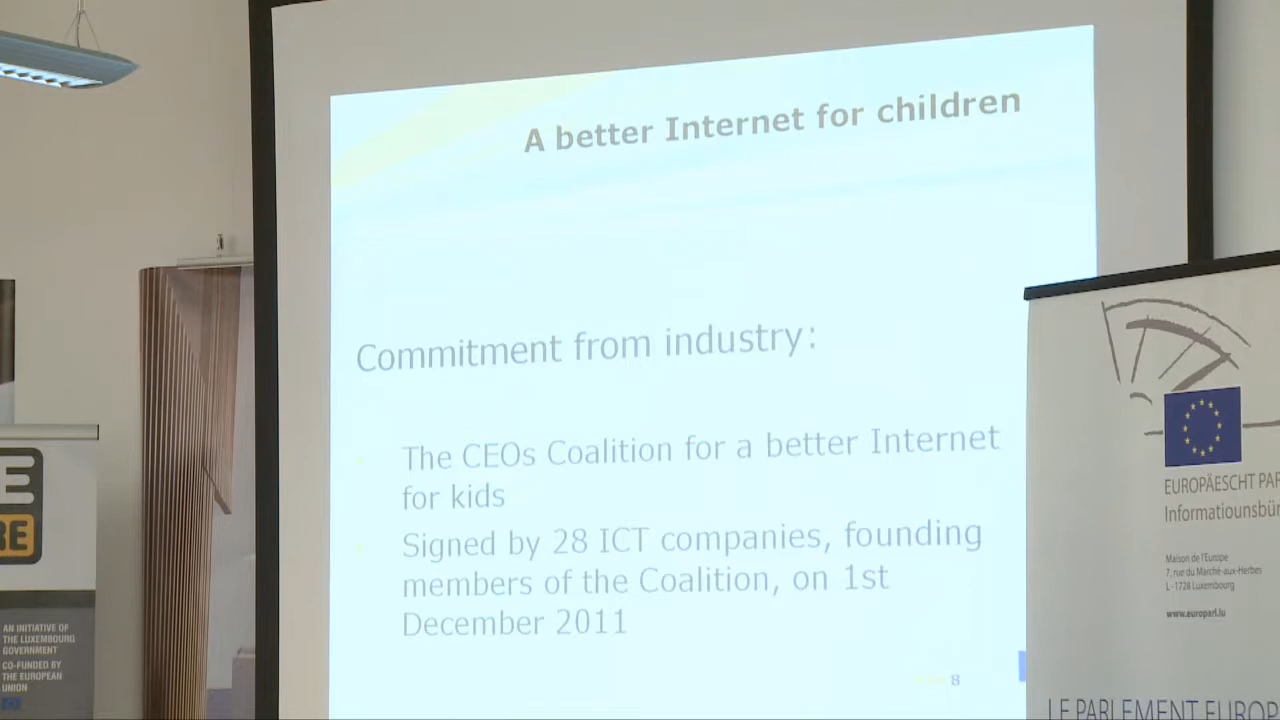 A better Internet for children
Commitment from industry:
The CEOs Coalition for a better Internet
for kids
Signed by 28 ICT companies, founding
members of the Coalition, on 1st
December 2011
8
E
BE
AN INITIATIVE OF
THE LUXEMBOURG
GOVERNMENT
CO-FUNDED BY
THE EUROPEAN
UNION
EUROPÄESCHT PAR
Informatiounsbür
Maison de l'Europe
7, rue du Marché-aux-Herbes
L - 1728 Luxembourg
www.europarl.lu
LE PARLEMENT EUROP